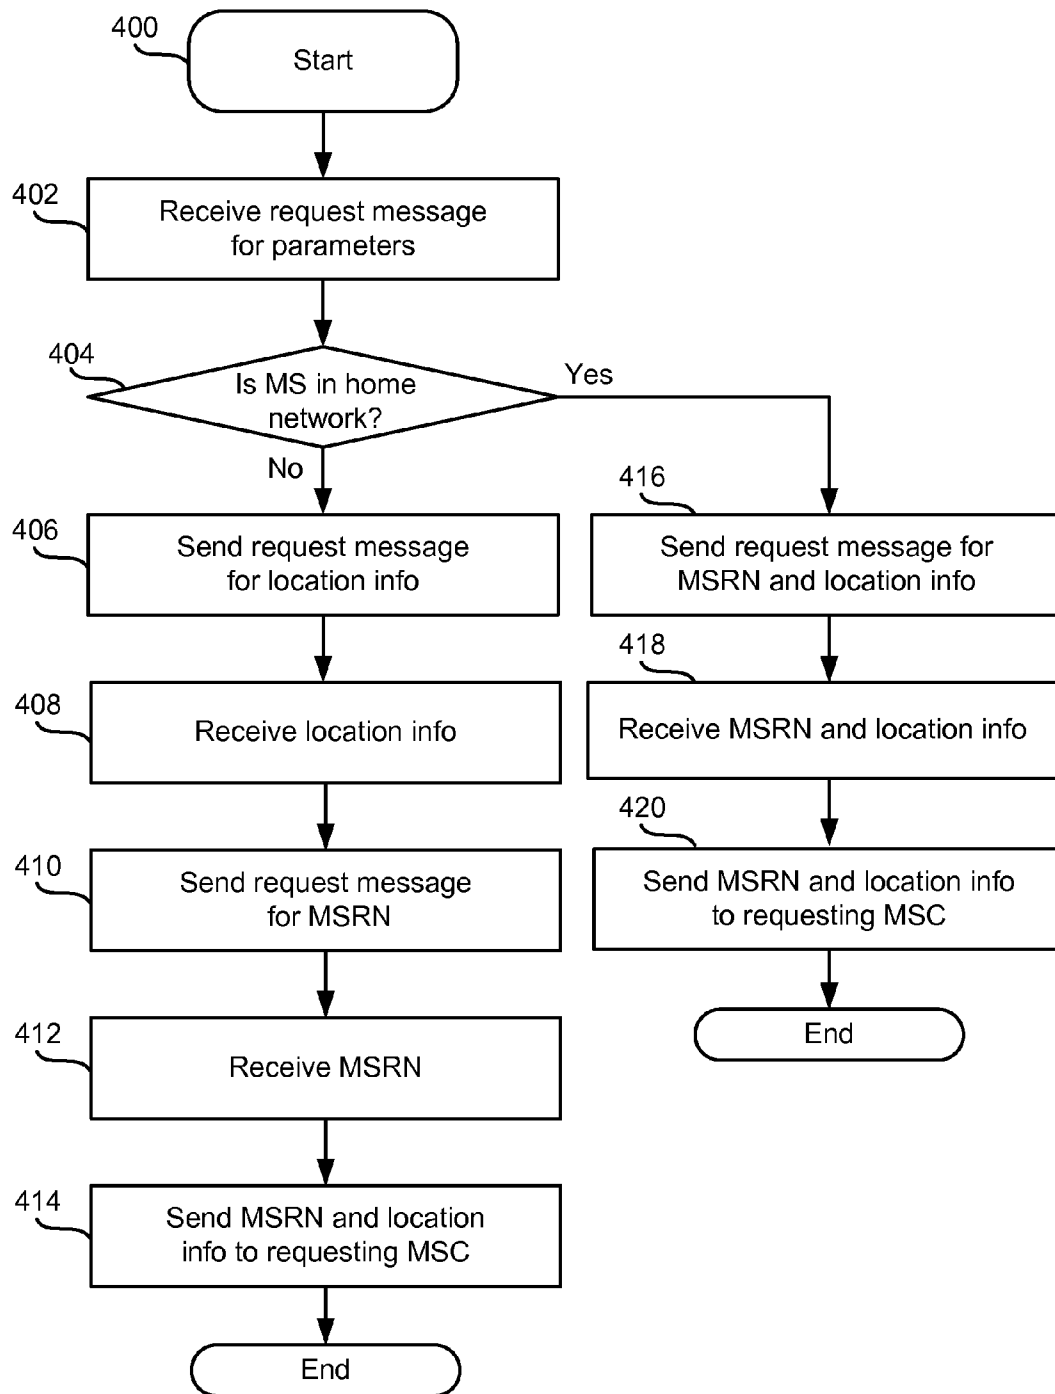 400
Start
402
Receive request message
for parameters
404
Is MS in home
network?
Yes
No
406
Send request message
for location info
416
Send request message for
MSRN and location info
408
Receive location info
418
Receive MSRN and location info
410
Send request message
for MSRN
420
Send MSRN and location info
to requesting MSC
412
Receive MSRN
End
414
Send MSRN and location
info to requesting MSC
End